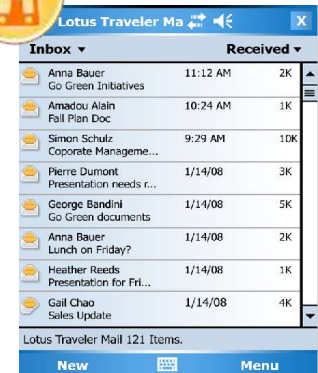 Lotus Traveler Ma
X
Inbox Received
Anna Bauer 11:12 AM 2K
Go Green Initiatives
Amadou Alain 10:24 AM 1K
Fall Plan Doc
Simon Schulz 9:29 AM 10K
Coporate Manageme...
Pierre Dumont 1/14/08 3K
Presentation needs r...
George Bandini 1/14/08 5K
Go Green documents
Anna Bauer 1/14/08 2K
Lunch on Friday?
Heather Reeds 1/14/08 1K
Presentation for Fri...
Gail Chao 1/14/08 4K
Sales Update
Lotus Traveler Mail 121 Items.
New Menu